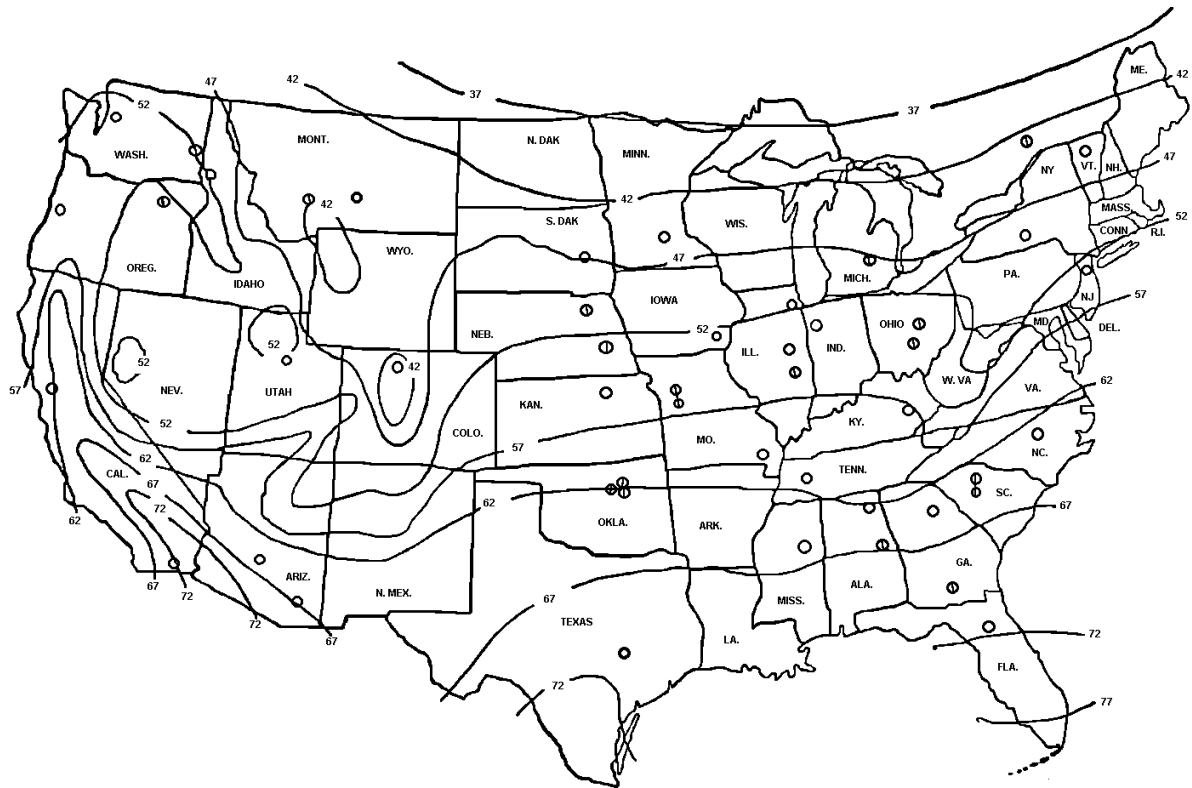 ME.
42
47
42
37
37
52
MONT.
N. DAK
MINN.
WASH.
VT.
NH.
47
NY
42
42
MASS
S. DAK
WIS.
52
CONN
R.I.
WYO.
47
MICH.
PA.
OREG.
IDAHO
NJ
57
IOWA
NEB.
52
OHIO
MD
DEL.
52
52
ILL.
IND.
42
57
NEV.
UTAH
W. VA
VA.
62
KAN.
52
COLO.
57
MO.
KY.
62
CAL.
67
TENN.
NC.
72
62
SC.
67
62
OKLA.
ARK.
GA.
ARIZ.
67
72
N. MEX.
67
MISS.
ALA.
72
67
TEXAS
LA.
72
FLA.
72
77